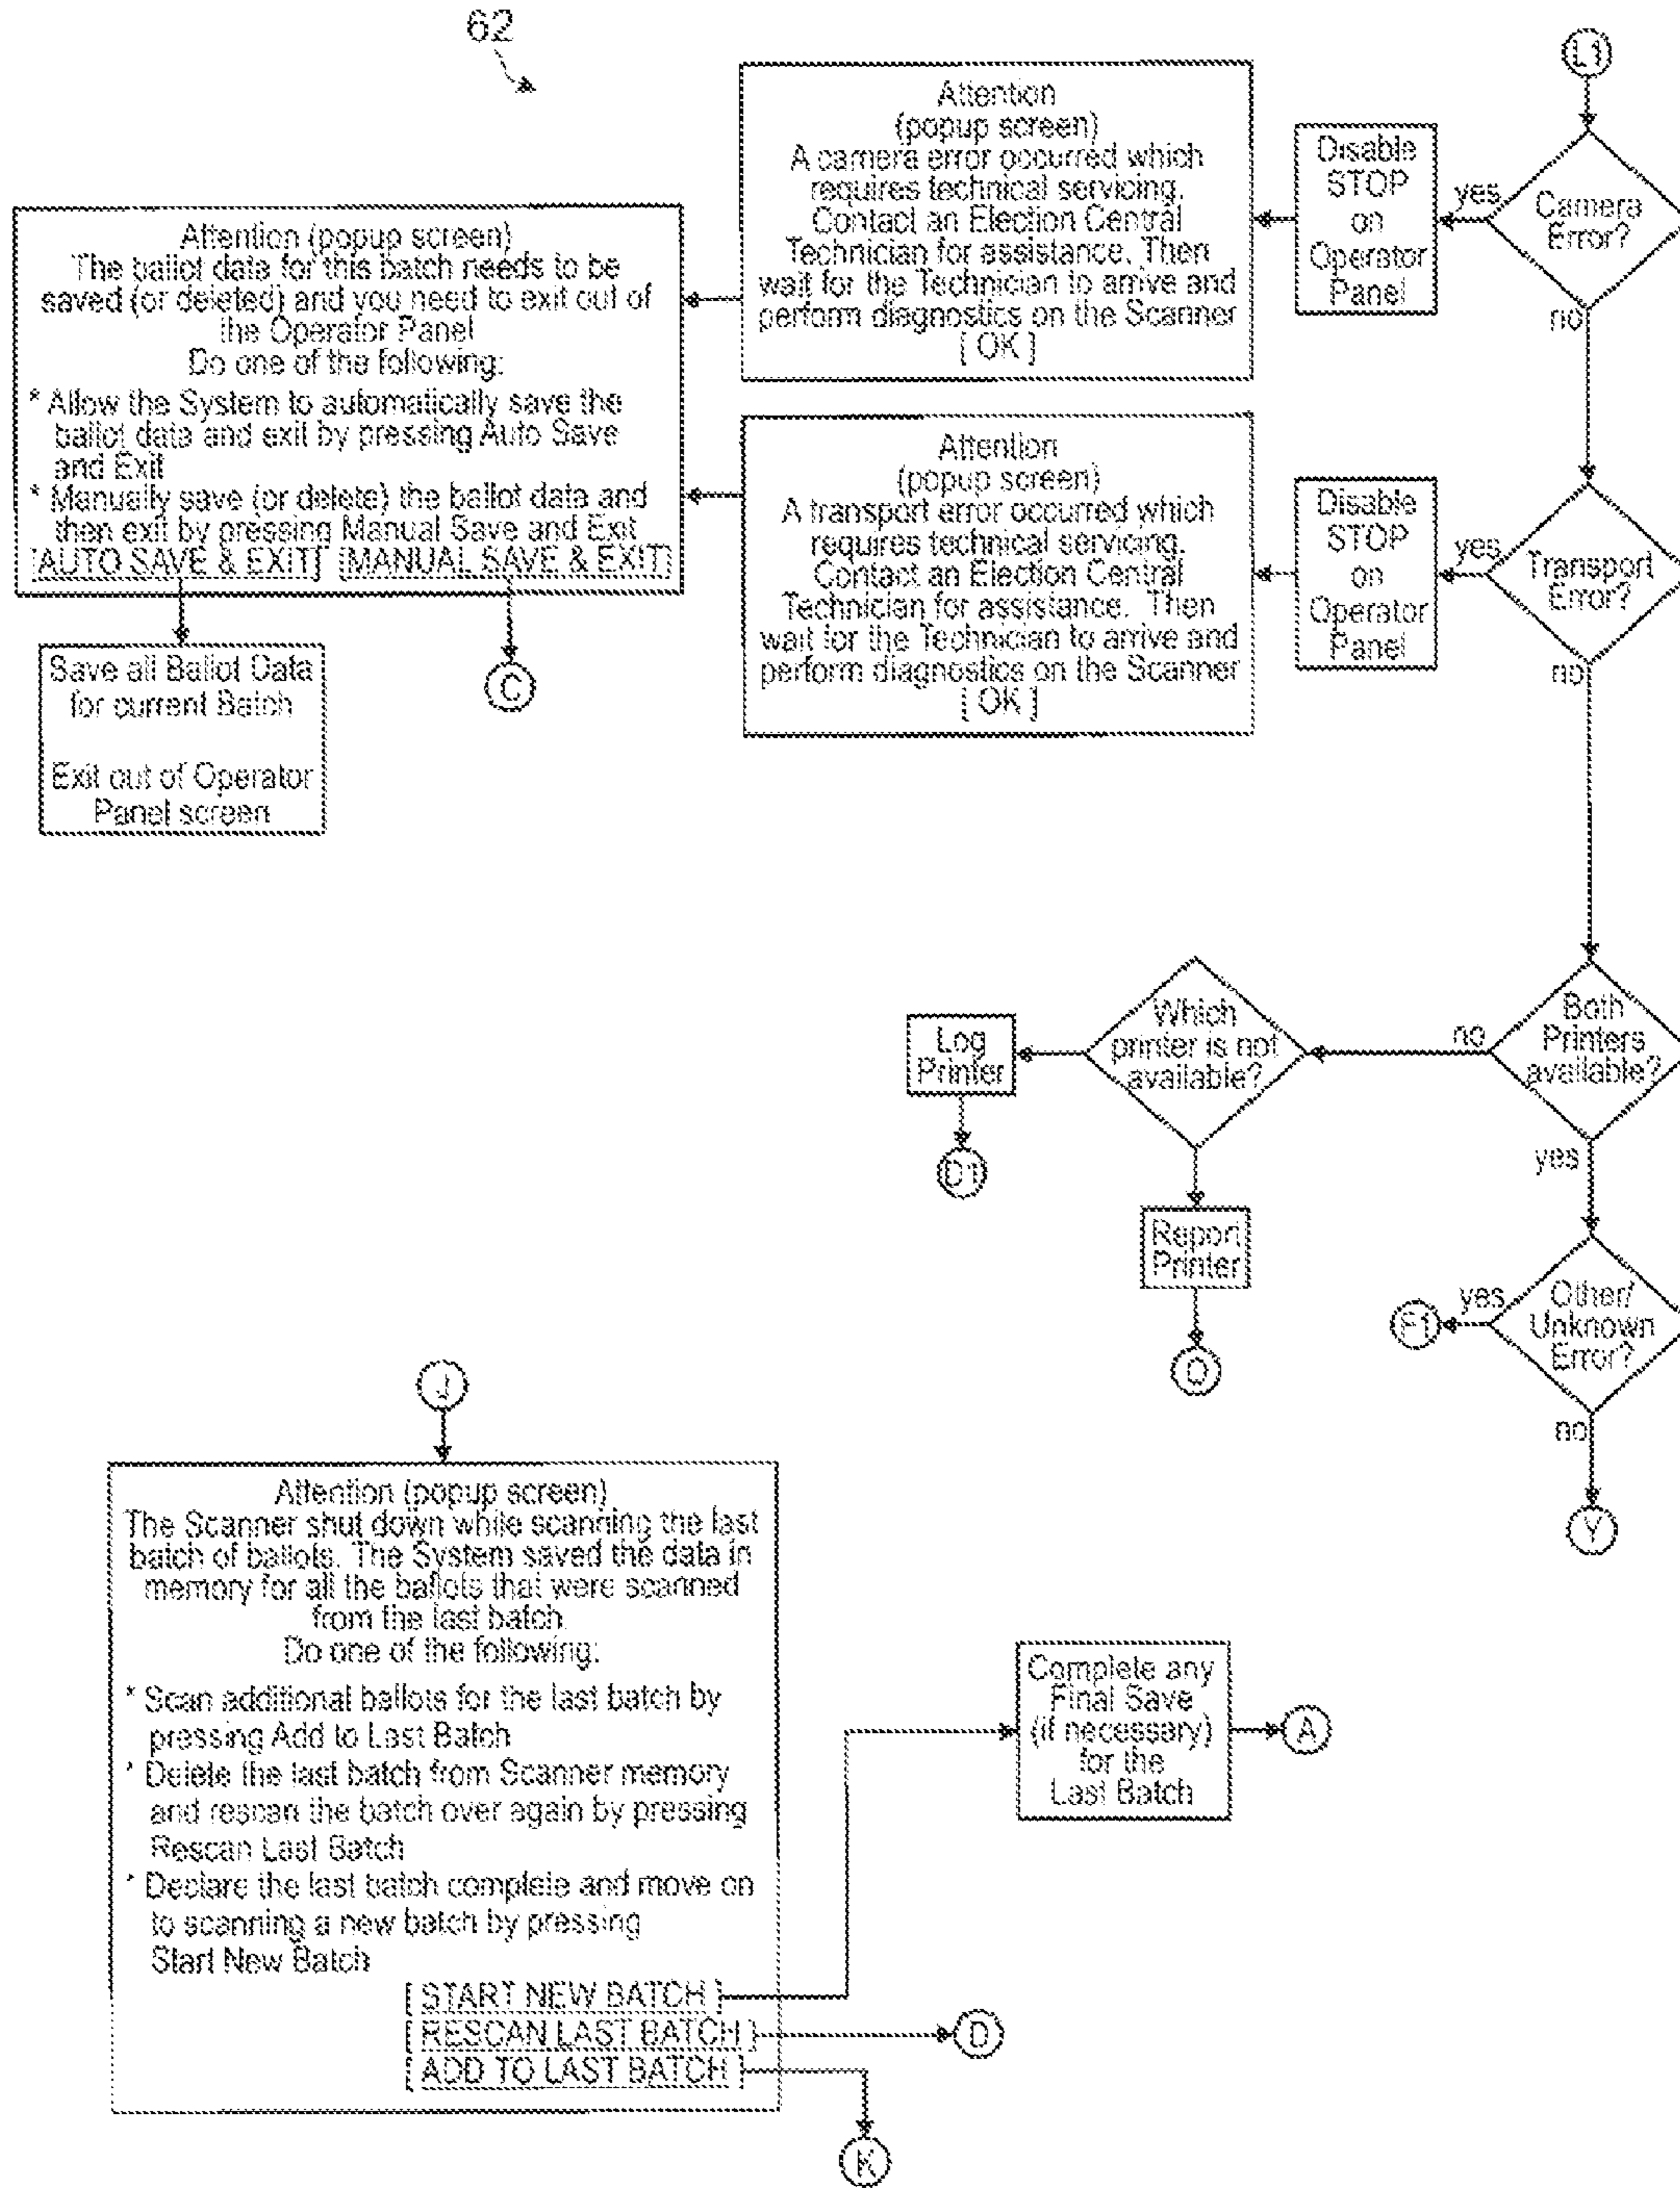 62
L1
Attention
(popup screen)
A camera error occurred which
requires technical servicing.
Contact an Election Central
Technician for assistance. Then
wait for the Technician to arrive and
perform diagnostics on the Scanner
[ OK ]
Disable
STOP
on
Operator
Panel
yes
Camera
Error?
no
Attention (popup screen)
The ballot data for this batch needs to be
saved (or deleted) and you need to exit out of
the Operator Panel
Do one of the following:
* Allow the System to automatically save the
ballot data and exit by pressing Auto Save
and Exit
* Manually save (or delete) the ballot data and
then exit by pressing Manual Save and Exit
[AUTO SAVE & EXIT] [MANUAL SAVE & EXIT]
Attention
(popup screen)
A transport error occurred which
requires technical servicing.
Contact an Election Central
Technician for assistance. Then
wait for the Technician to arrive and
perform diagnostics on the Scanner
[ OK ]
Disable
STOP
on
Operator
Panel
yes
Transport
Error?
no
Save all Ballot Data
for current Batch
Exit out of Operator
Panel screen
C
Log
Printer
D1
Which
printer is not
available?
no
Both
Printers
available?
yes
Report
Printer
O
F1
yes
Other/
Unknown
Error?
no
Y
J
Attention (popup screen)
The Scanner shut down while scanning the last
batch of ballots. The System saved the data in
memory for all the ballots that were scanned
from the last batch.
Do one of the following:
* Scan additional ballots for the last batch by
pressing Add to Last Batch
* Delete the last batch from Scanner memory
and rescan the batch over again by pressing
Rescan Last Batch
* Declare the last batch complete and move on
to scanning a new batch by pressing
Start New Batch
[ START NEW BATCH ]
[ RESCAN LAST BATCH ]
[ ADD TO LAST BATCH ]
Complete any
Final Save
(if necessary)
for the
Last Batch
A
D
K